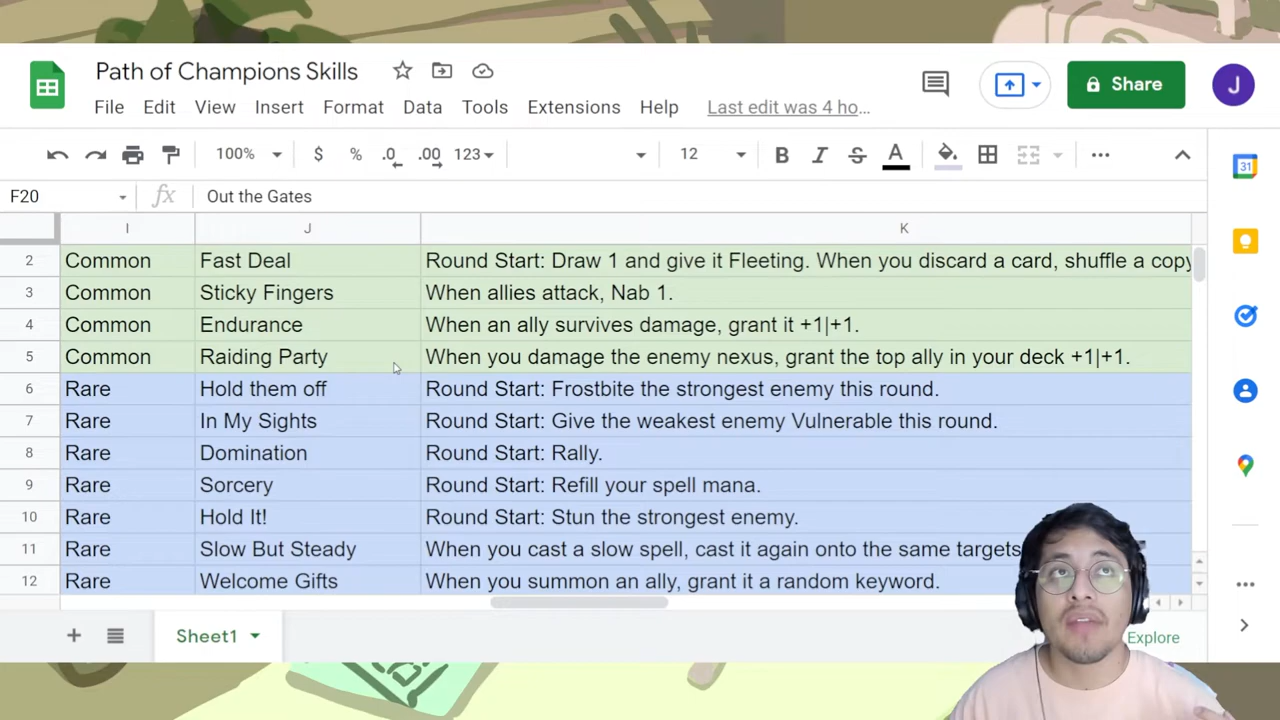 Path of Champions Skills
File Edit View Insert Format Data Tools Extensions Help Last edit was 4 ho...
Share
J
100% $ % .0 .00 123 12 B I S A ...
31
F20 fx Out the Gates
I J K
2 Common Fast Deal Round Start: Draw 1 and give it Fleeting. When you discard a card, shuffle a copy
3 Common Sticky Fingers When allies attack, Nab 1.
4 Common Endurance When an ally survives damage, grant it +1|+1.
5 Common Raiding Party When you damage the enemy nexus, grant the top ally in your deck +1|+1.
6 Rare Hold them off Round Start: Frostbite the strongest enemy this round.
7 Rare In My Sights Round Start: Give the weakest enemy Vulnerable this round.
8 Rare Domination Round Start: Rally.
9 Rare Sorcery Round Start: Refill your spell mana.
10 Rare Hold It! Round Start: Stun the strongest enemy.
11 Rare Slow But Steady When you cast a slow spell, cast it again onto the same targets
12 Rare Welcome Gifts When you summon an ally, grant it a random keyword.
Sheet1
Explore